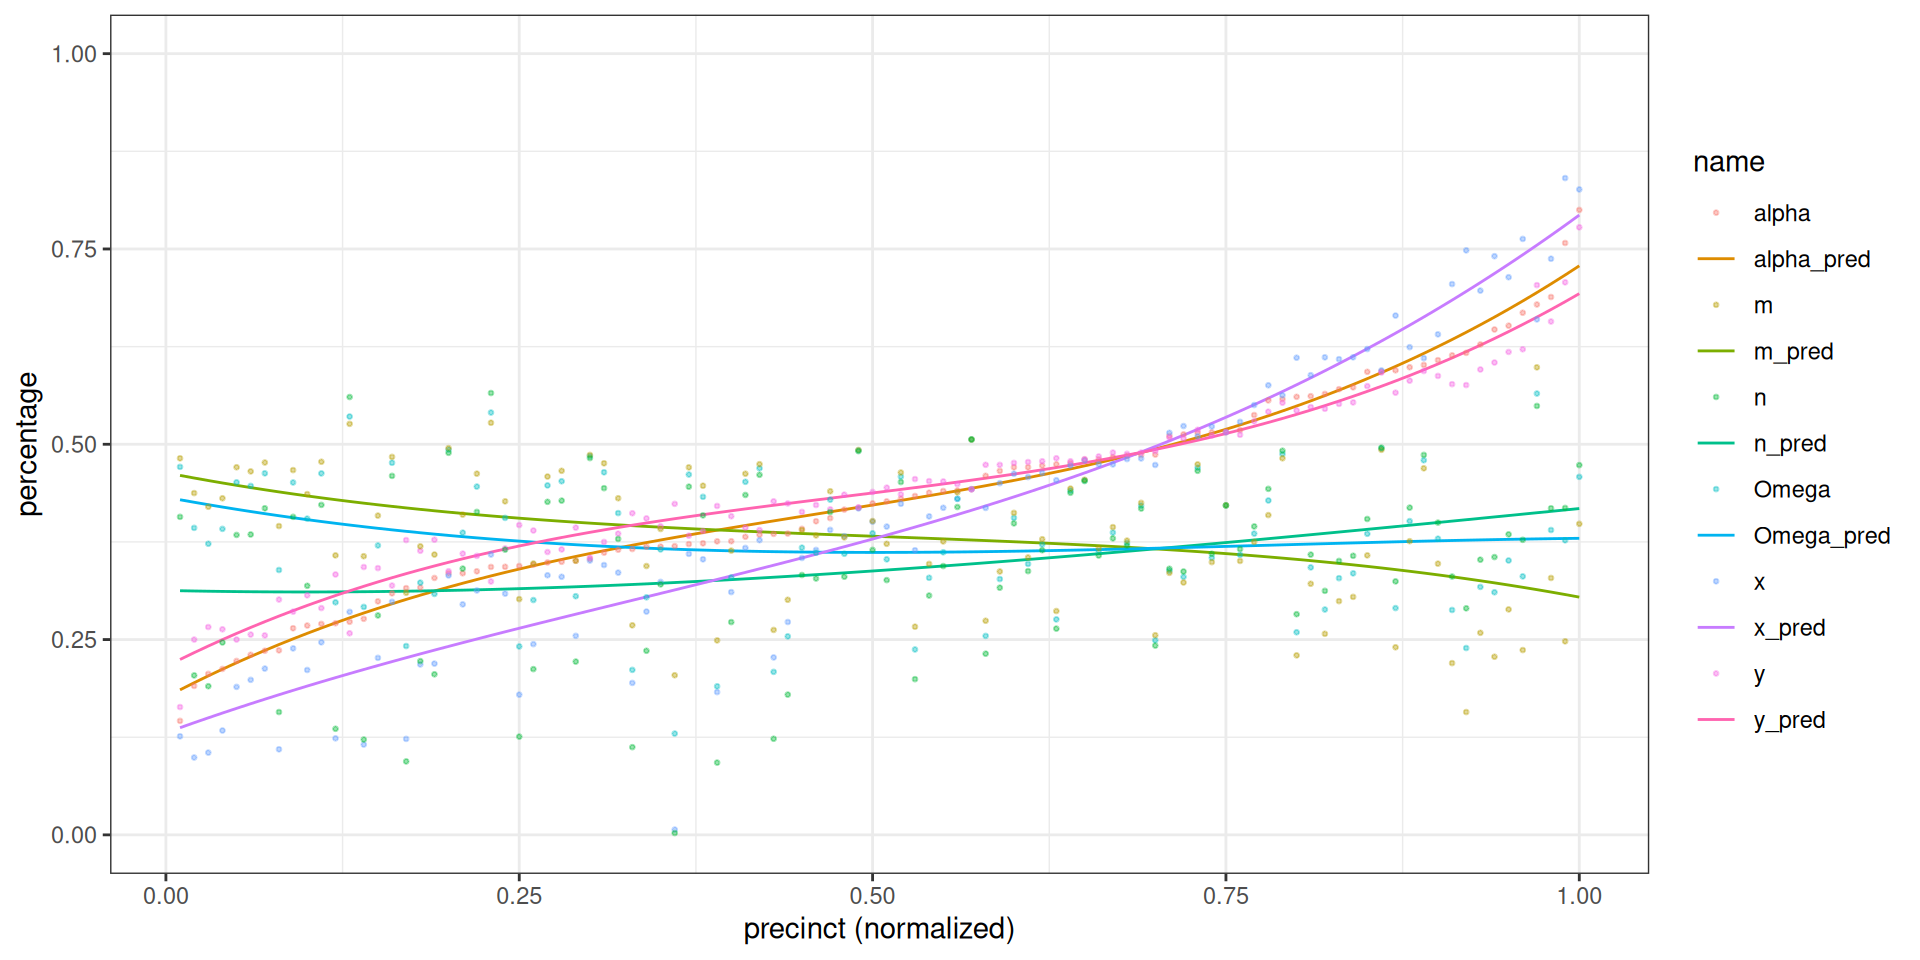 1.00
0.75
0.50
0.25
0.00
percentage
0.00 0.25 0.50 0.75 1.00
precinct (normalized)
name
alpha
alpha_pred
m
m_pred
n
n_pred
Omega
Omega_pred
x
x_pred
y
y_pred